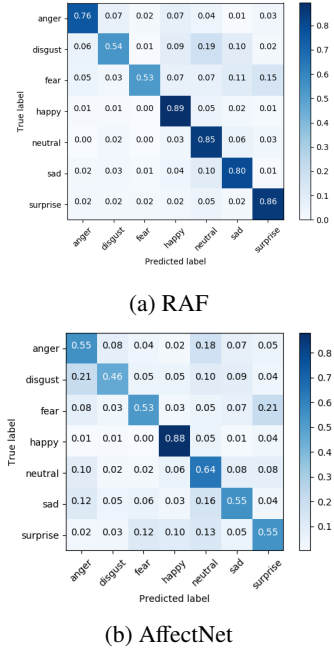 anger 0.76 0.07 0.02 0.07 0.04 0.01 0.03
disgust 0.06 0.54 0.01 0.09 0.19 0.10 0.02
fear 0.05 0.03 0.53 0.07 0.07 0.11 0.15
happy 0.01 0.01 0.00 0.89 0.05 0.02 0.01
neutral 0.00 0.02 0.00 0.03 0.85 0.06 0.03
sad 0.02 0.03 0.01 0.04 0.10 0.80 0.01
surprise 0.02 0.02 0.02 0.02 0.05 0.02 0.86
True label
anger disgust fear happy neutral sad surprise
Predicted label
0.8
0.7
0.6
0.5
0.4
0.3
0.2
0.1
0.0
(a) RAF
anger 0.55 0.08 0.04 0.02 0.18 0.07 0.05
disgust 0.21 0.46 0.05 0.05 0.10 0.09 0.04
fear 0.08 0.03 0.53 0.03 0.05 0.07 0.21
happy 0.01 0.01 0.00 0.88 0.05 0.01 0.04
neutral 0.10 0.02 0.02 0.06 0.64 0.08 0.08
sad 0.12 0.05 0.06 0.03 0.16 0.55 0.04
surprise 0.02 0.03 0.12 0.10 0.13 0.05 0.55
True label
anger disgust fear happy neutral sad surprise
Predicted label
0.8
0.7
0.6
0.5
0.4
0.3
0.2
0.1
(b) AffectNet